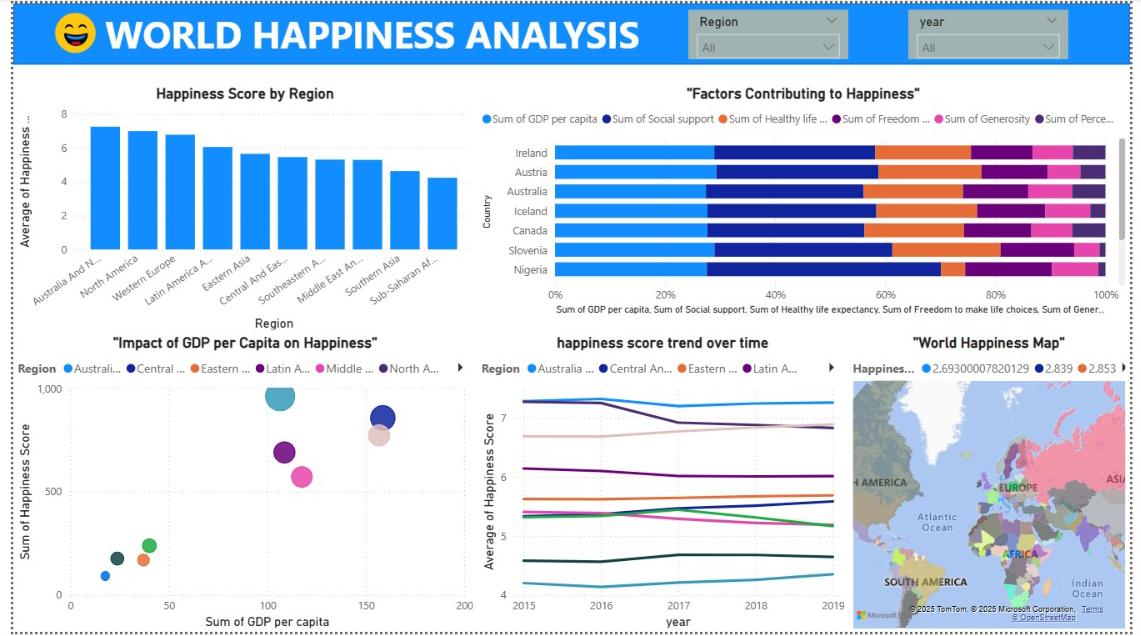 WORLD HAPPINESS ANALYSIS
Region
All
year
All
Happiness Score by Region
Average of Happiness ...
8
6
4
2
0
Australia And N...
North America
Western Europe
Latin America A...
Eastern Asia
Central And Eas...
Southeastern A...
Middle East An...
Southern Asia
Sub-Saharan Af...
Region
"Factors Contributing to Happiness"
Sum of GDP per capita Sum of Social support Sum of Healthy life ... Sum of Freedom ... Sum of Generosity Sum of Perce...
Country
Ireland
Austria
Australia
Iceland
Canada
Slovenia
Nigeria
0% 20% 40% 60% 80% 100%
Sum of GDP per capita, Sum of Social support, Sum of Healthy life expectancy, Sum of Freedom to make life choices, Sum of Gener...
"Impact of GDP per Capita on Happiness"
Region Australi... Central ... Eastern ... Latin A... Middle ... North A...
Sum of Happiness Score
1,000
500
0
0 50 100 150 200
Sum of GDP per capita
happiness score trend over time
Region Australia ... Central An... Eastern ... Latin A...
Average of Happiness Score
7
6
5
4
2015 2016 2017 2018 2019
year
"World Happiness Map"
Happines... 2.69300007820129 2.839 2.853
H AMERICA
EUROPE
ASIA
Atlantic
Ocean
AFRICA
SOUTH AMERICA
Indian
Ocean
Microsoft
© 2025 TomTom, © 2025 Microsoft Corporation, Terms
© OpenStreetMap